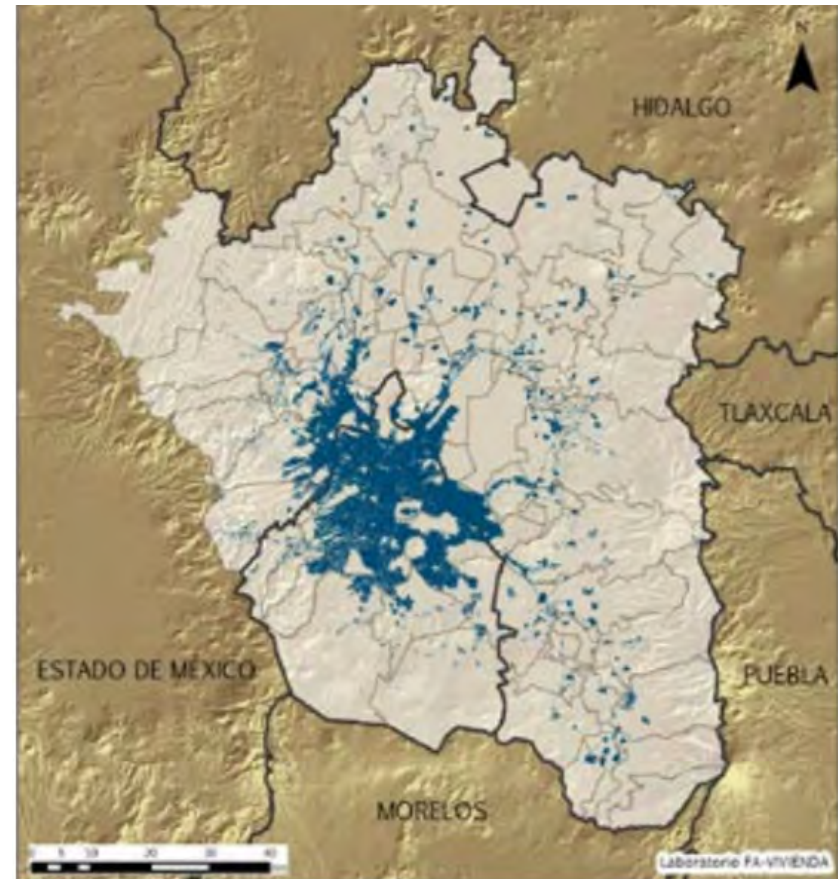 N
HIDALGO
TLAXCALA
ESTADO DE MÉXICO
PUEBLA
MORELOS
0 5 10 20 30 40
Laboratorio FA-VIVIENDA